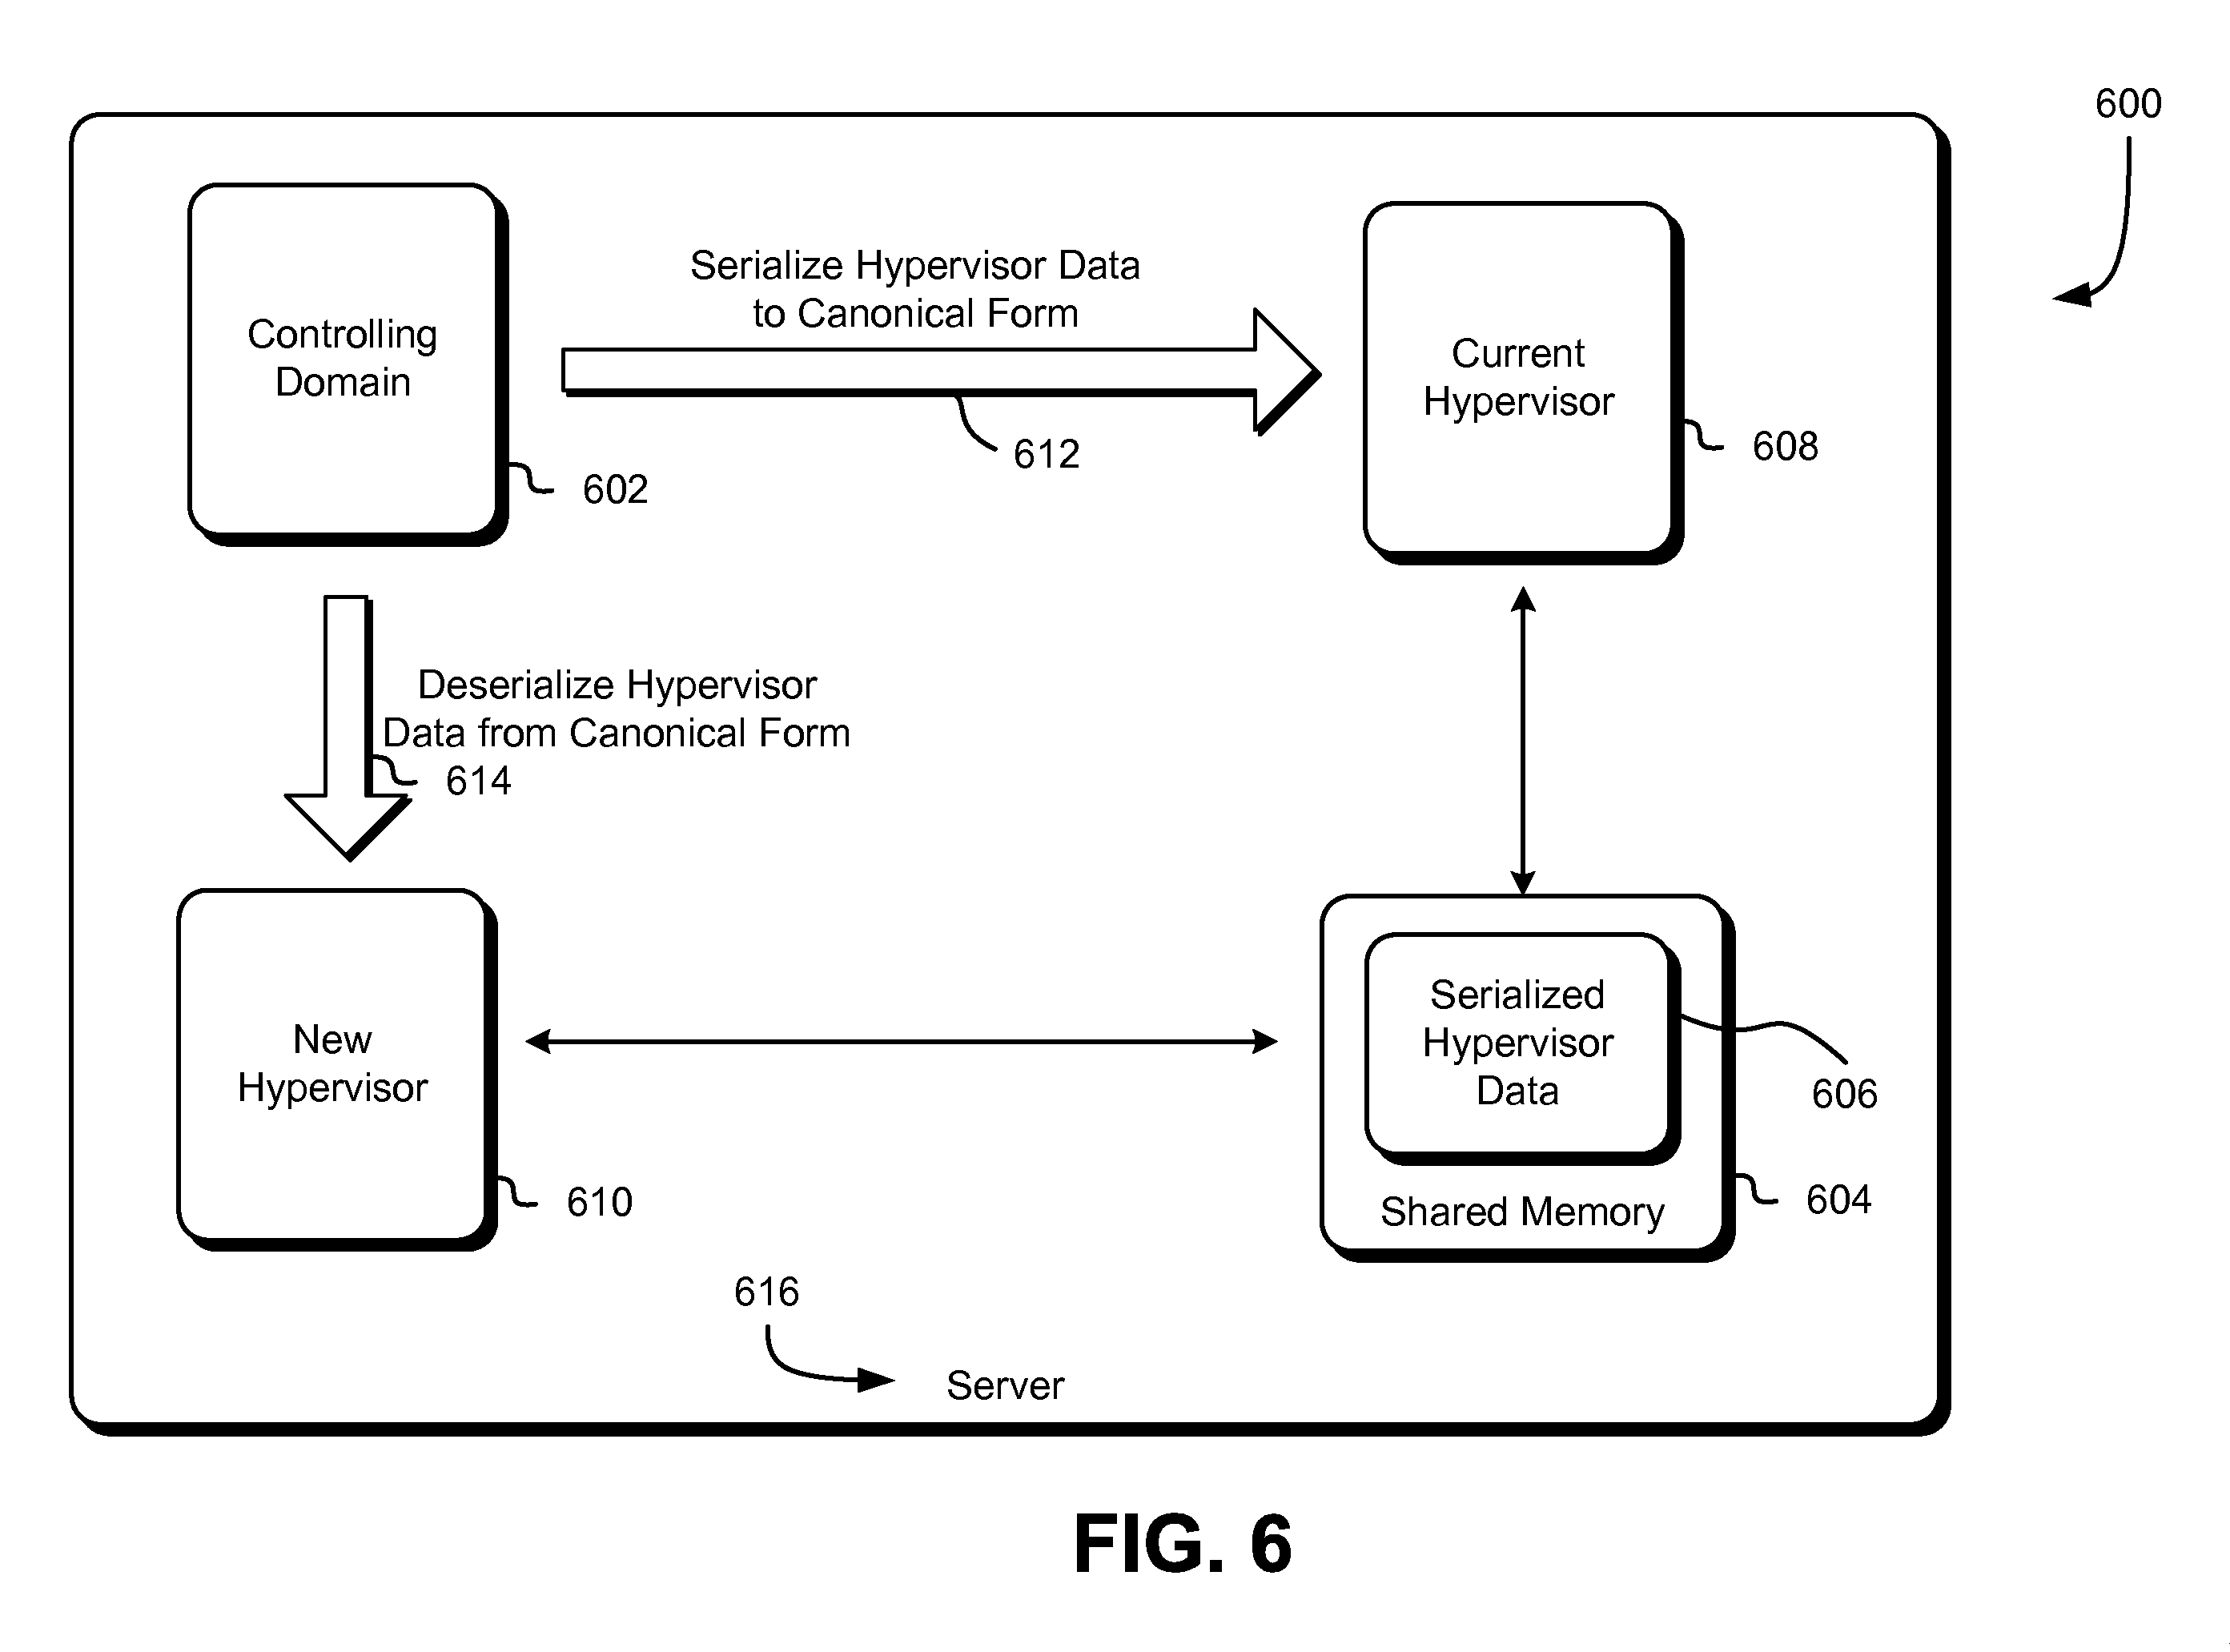 600
Controlling
Domain
602
Serialize Hypervisor Data
to Canonical Form
612
Current
Hypervisor
608
Deserialize Hypervisor
Data from Canonical Form
614
New
Hypervisor
610
Serialized
Hypervisor
Data
606
Shared Memory
604
616
Server
FIG. 6